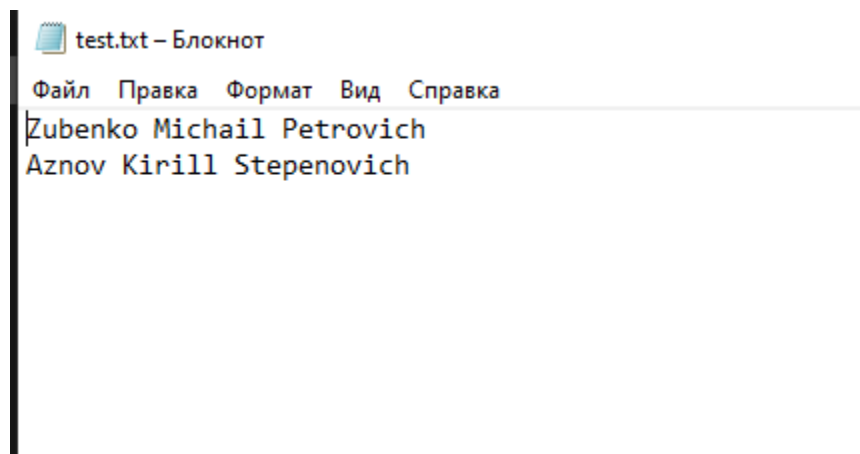 test.txt – Блокнот
Файл Правка Формат Вид Справка
Zubenko Michail Petrovich
Aznov Kirill Stepenovich